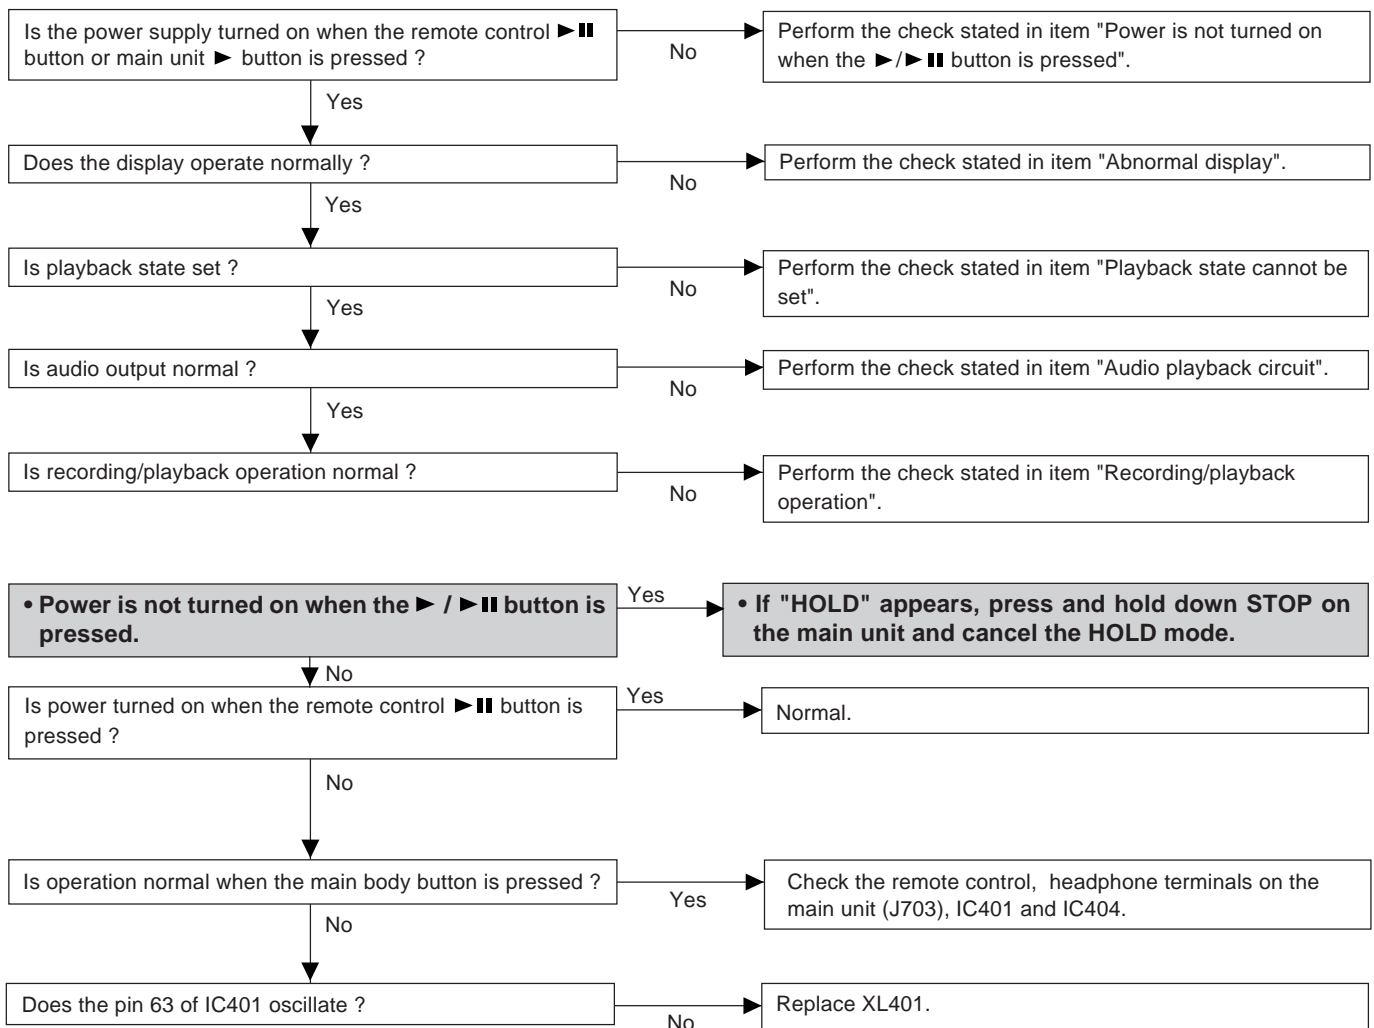 Is the power supply turned on when the remote control ►II
button or main unit ► button is pressed ?
No
Perform the check stated in item "Power is not turned on
when the ►/►II button is pressed".
Yes
Does the display operate normally ?
No
Perform the check stated in item "Abnormal display".
Yes
Is playback state set ?
No
Perform the check stated in item "Playback state cannot be
set".
Yes
Is audio output normal ?
No
Perform the check stated in item "Audio playback circuit".
Yes
Is recording/playback operation normal ?
No
Perform the check stated in item "Recording/playback
operation".
• Power is not turned on when the ► / ►II button is
pressed.
Yes
• If "HOLD" appears, press and hold down STOP on
the main unit and cancel the HOLD mode.
No
Is power turned on when the remote control ►II button is
pressed ?
Yes
Normal.
No
Is operation normal when the main body button is pressed ?
Yes
Check the remote control, headphone terminals on the
main unit (J703), IC401 and IC404.
No
Does the pin 63 of IC401 oscillate ?
No
Replace XL401.